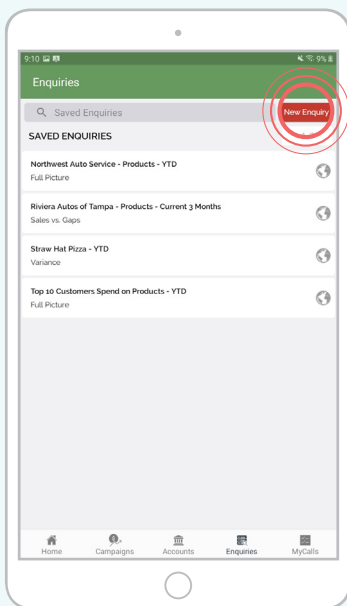 9:10 9%
Enquiries
Saved Enquiries New Enquiry
SAVED ENQUIRIES
Northwest Auto Service - Products - YTD
Full Picture
Riviera Autos of Tampa - Products - Current 3 Months
Sales vs. Gaps
Straw Hat Pizza - YTD
Variance
Top 10 Customers Spend on Products - YTD
Full Picture
Home Campaigns Accounts Enquiries MyCalls